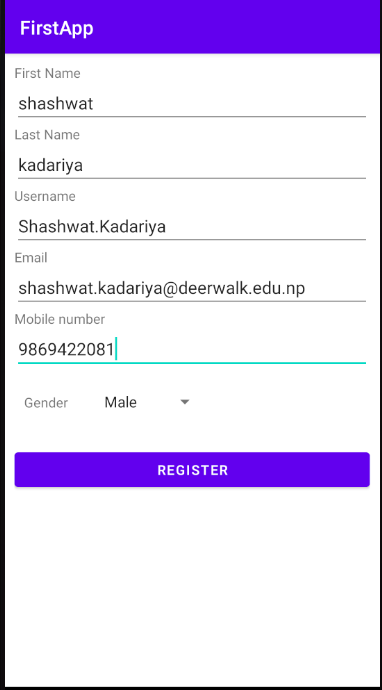 FirstApp
First Name
shashwat
Last Name
kadariya
Username
Shashwat.Kadariya
Email
shashwat.kadariya@deerwalk.edu.np
Mobile number
9869422081
Gender Male
REGISTER